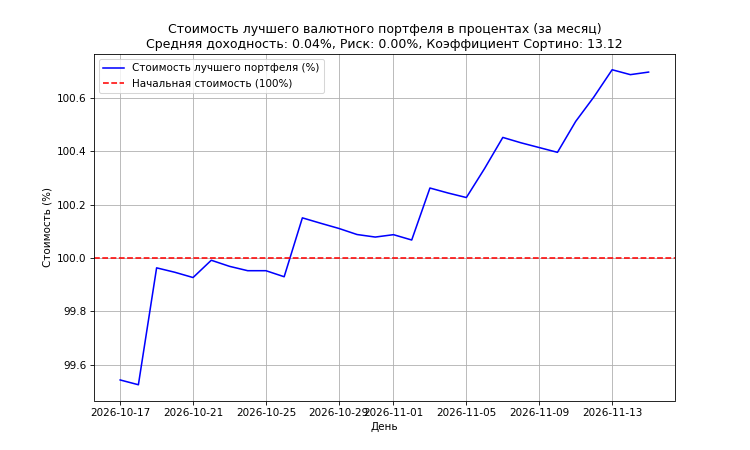 Стоимость лучшего валютного портфеля в процентах (за месяц)
Средняя доходность: 0.04%, Риск: 0.00%, Коэффициент Сортино: 13.12
Стоимость лучшего портфеля (%)
Начальная стоимость (100%)
Стоимость (%)
100.6
100.4
100.2
100.0
99.8
99.6
2026-10-17 2026-10-21 2026-10-25 2026-10-29 2026-11-01 2026-11-05 2026-11-09 2026-11-13
День